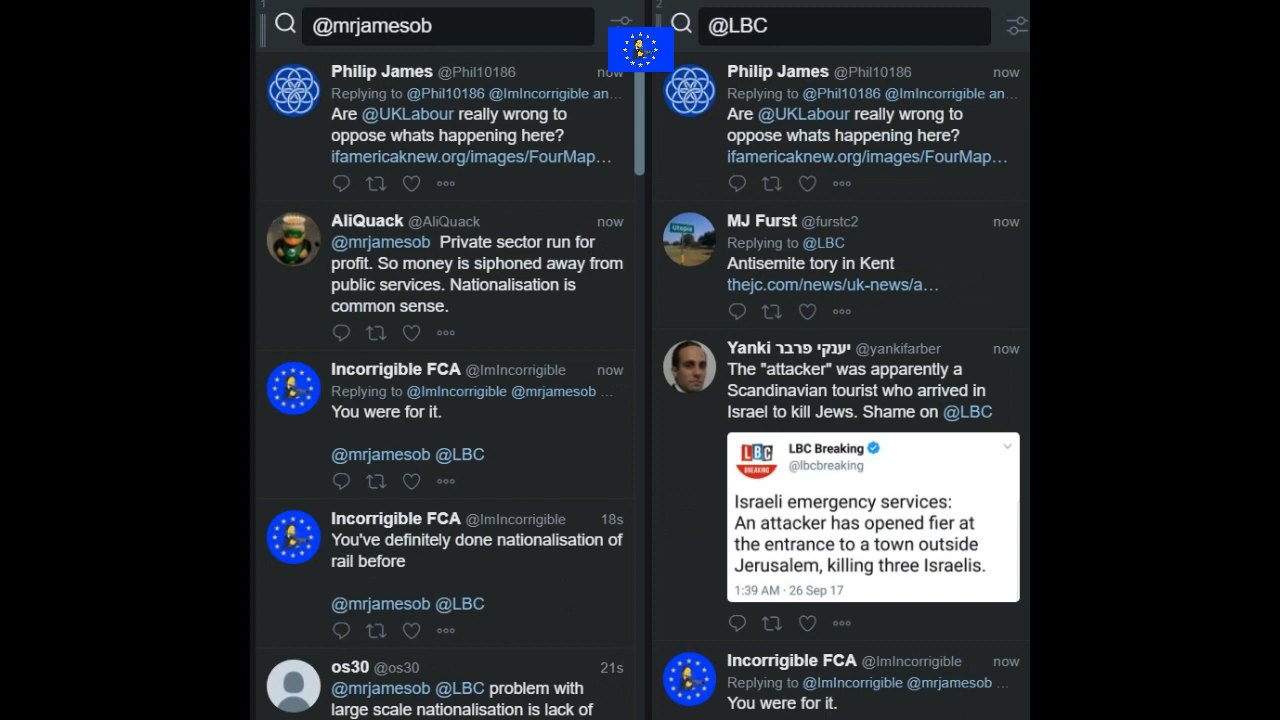 1
@mrjamesob
Philip James @Phil10186 now
Replying to @Phil10186 @ImIncorrigible an...
Are @UKLabour really wrong to
oppose whats happening here?
ifamericaknew.org/images/FourMap...
AliQuack @AliQuack now
@mrjamesob Private sector run for
profit. So money is siphoned away from
public services. Nationalisation is
common sense.
Incorrigible FCA @ImIncorrigible now
Replying to @ImIncorrigible @mrjamesob ...
You were for it.
@mrjamesob @LBC
Incorrigible FCA @ImIncorrigible 18s
You've definitely done nationalisation of
rail before
@mrjamesob @LBC
os30 @os30 21s
@mrjamesob @LBC problem with
large scale nationalisation is lack of
2
@LBC
Philip James @Phil10186 now
Replying to @Phil10186 @ImIncorrigible an...
Are @UKLabour really wrong to
oppose whats happening here?
ifamericaknew.org/images/FourMap...
MJ Furst @furstc2 now
Replying to @LBC
Antisemite tory in Kent
thejc.com/news/uk-news/a...
Utopia
Yanki יענקי פרבר @yankifarber now
The "attacker" was apparently a
Scandinavian tourist who arrived in
Israel to kill Jews. Shame on @LBC
LBC
BREAKING
LBC Breaking
@lbcbreaking
Israeli emergency services:
An attacker has opened fier at
the entrance to a town outside
Jerusalem, killing three Israelis.
1:39 AM · 26 Sep 17
Incorrigible FCA @ImIncorrigible now
Replying to @ImIncorrigible @mrjamesob ...
You were for it.